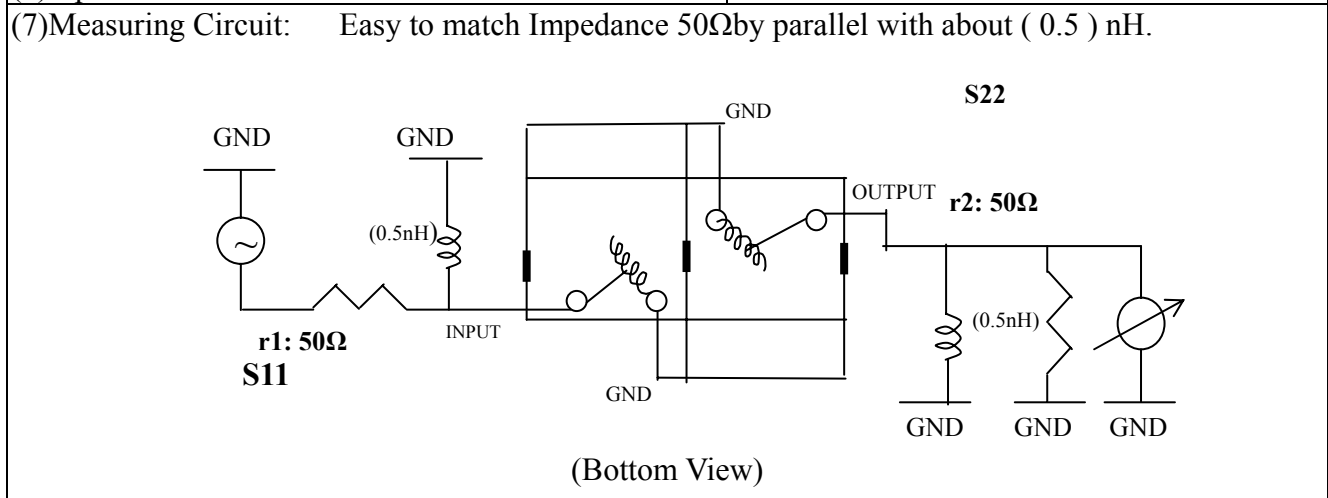 (7)Measuring Circuit: Easy to match Impedance 50Ωby parallel with about ( 0.5 ) nH.
S22
GND
GND
GND
OUTPUT
r2: 50Ω
(0.5nH)
(0.5nH)
INPUT
r1: 50Ω
S11
GND
GND
GND
GND
(Bottom View)